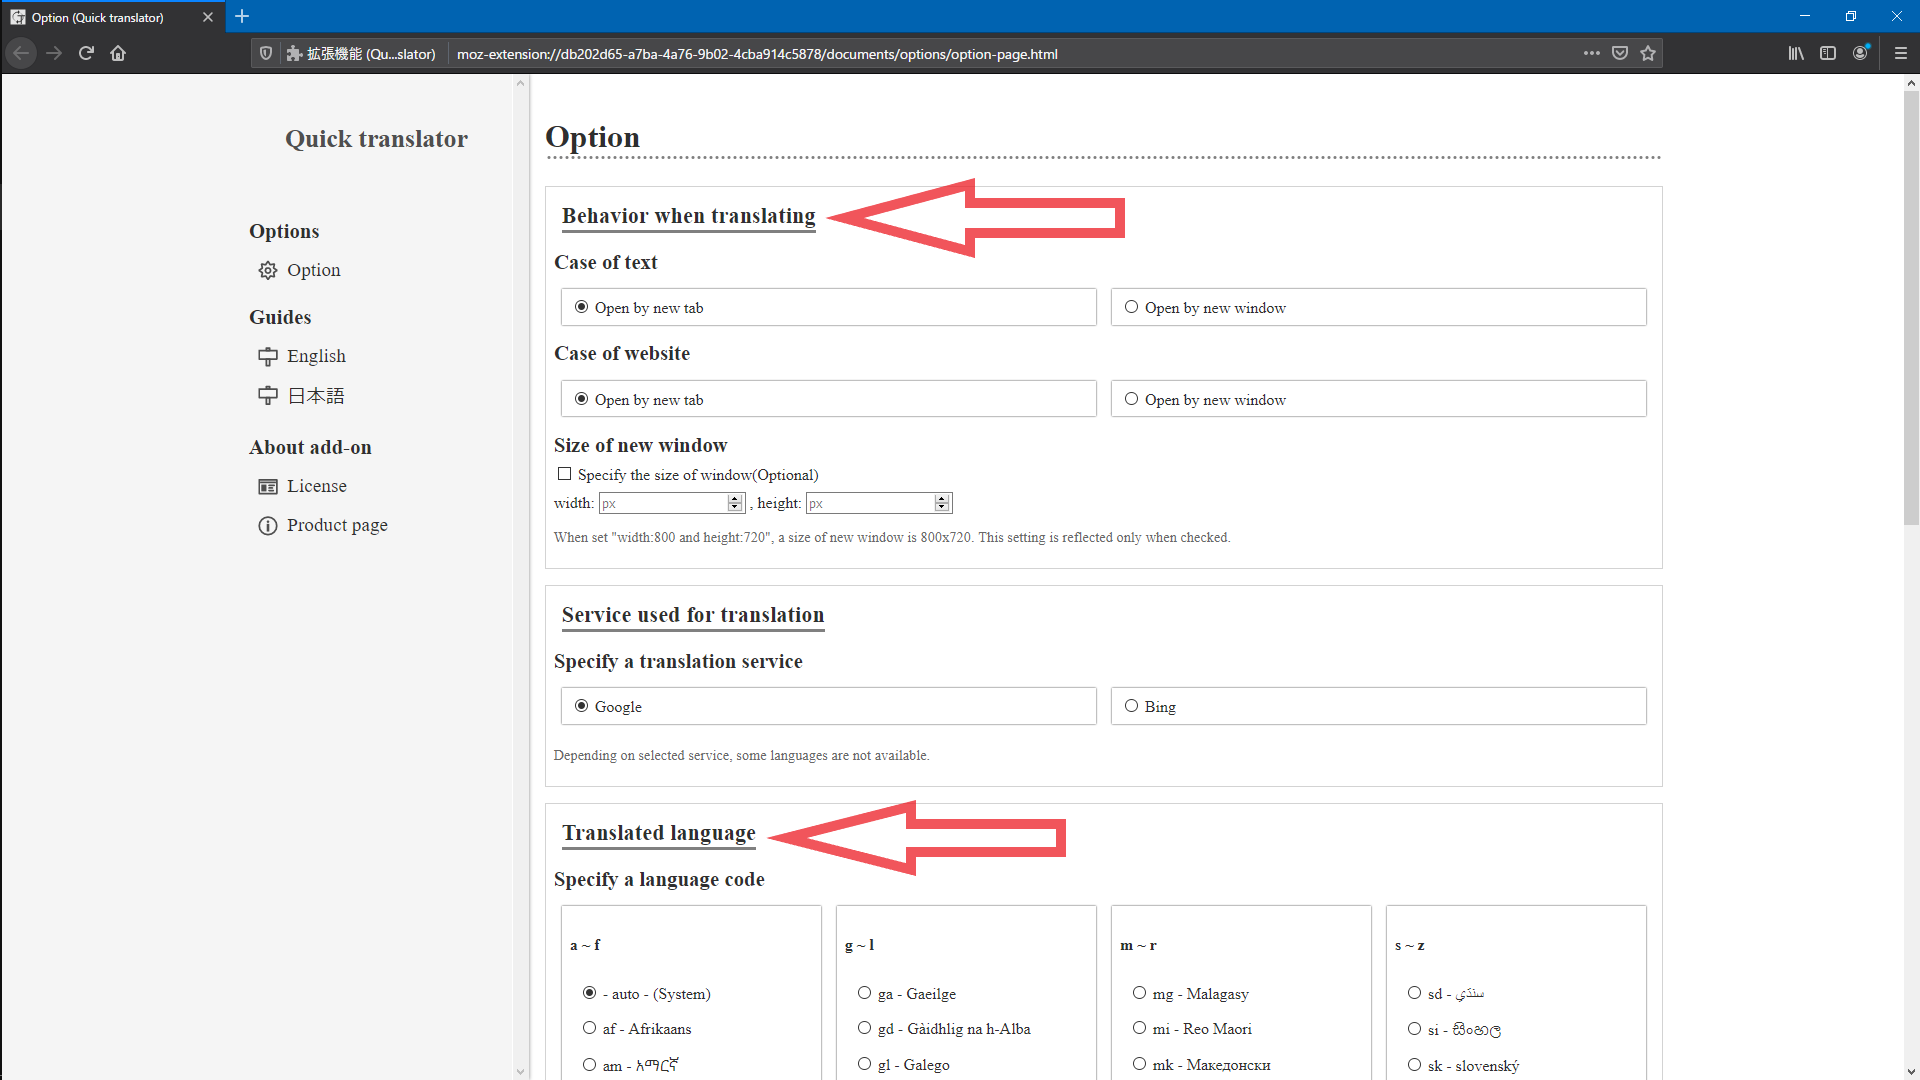 Option (Quick translator)
拡張機能 (Qu...slator)
moz-extension://db202d65-a7ba-4a76-9b02-4cba914c5878/documents/options/option-page.html
Quick translator
Options
Option
Guides
English
日本語
About add-on
License
Product page
Option
Behavior when translating
Case of text
Open by new tab
Open by new window
Case of website
Open by new tab
Open by new window
Size of new window
Specify the size of window(Optional)
width: px , height: px
When set "width:800 and height:720", a size of new window is 800x720. This setting is reflected only when checked.
Service used for translation
Specify a translation service
Google
Bing
Depending on selected service, some languages are not available.
Translated language
Specify a language code
a ~ f
- auto - (System)
af - Afrikaans
am - አማርኛ
g ~ l
ga - Gaeilge
gd - Gàidhlig na h-Alba
gl - Galego
m ~ r
mg - Malagasy
mi - Reo Maori
mk - Македонски
s ~ z
sd - سنڌي
si - සිංහල
sk - slovenský